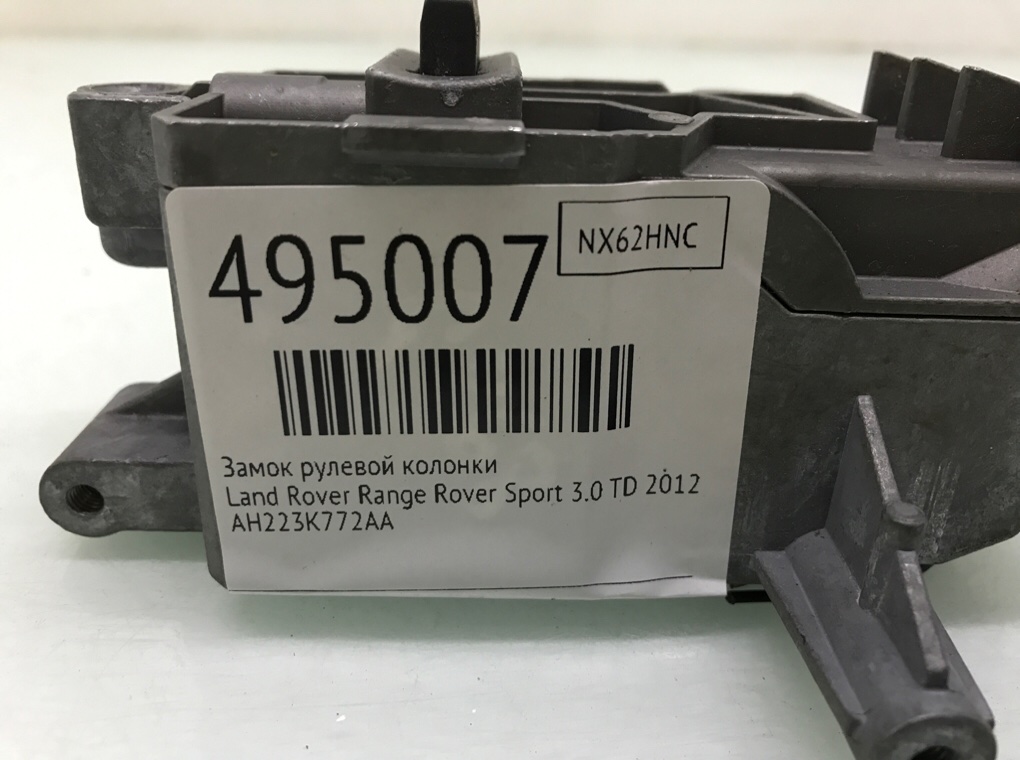 495007
NX62HNC
Замок рулевой колонки
Land Rover Range Rover Sport 3.0 TD 2012
AH223K772AA